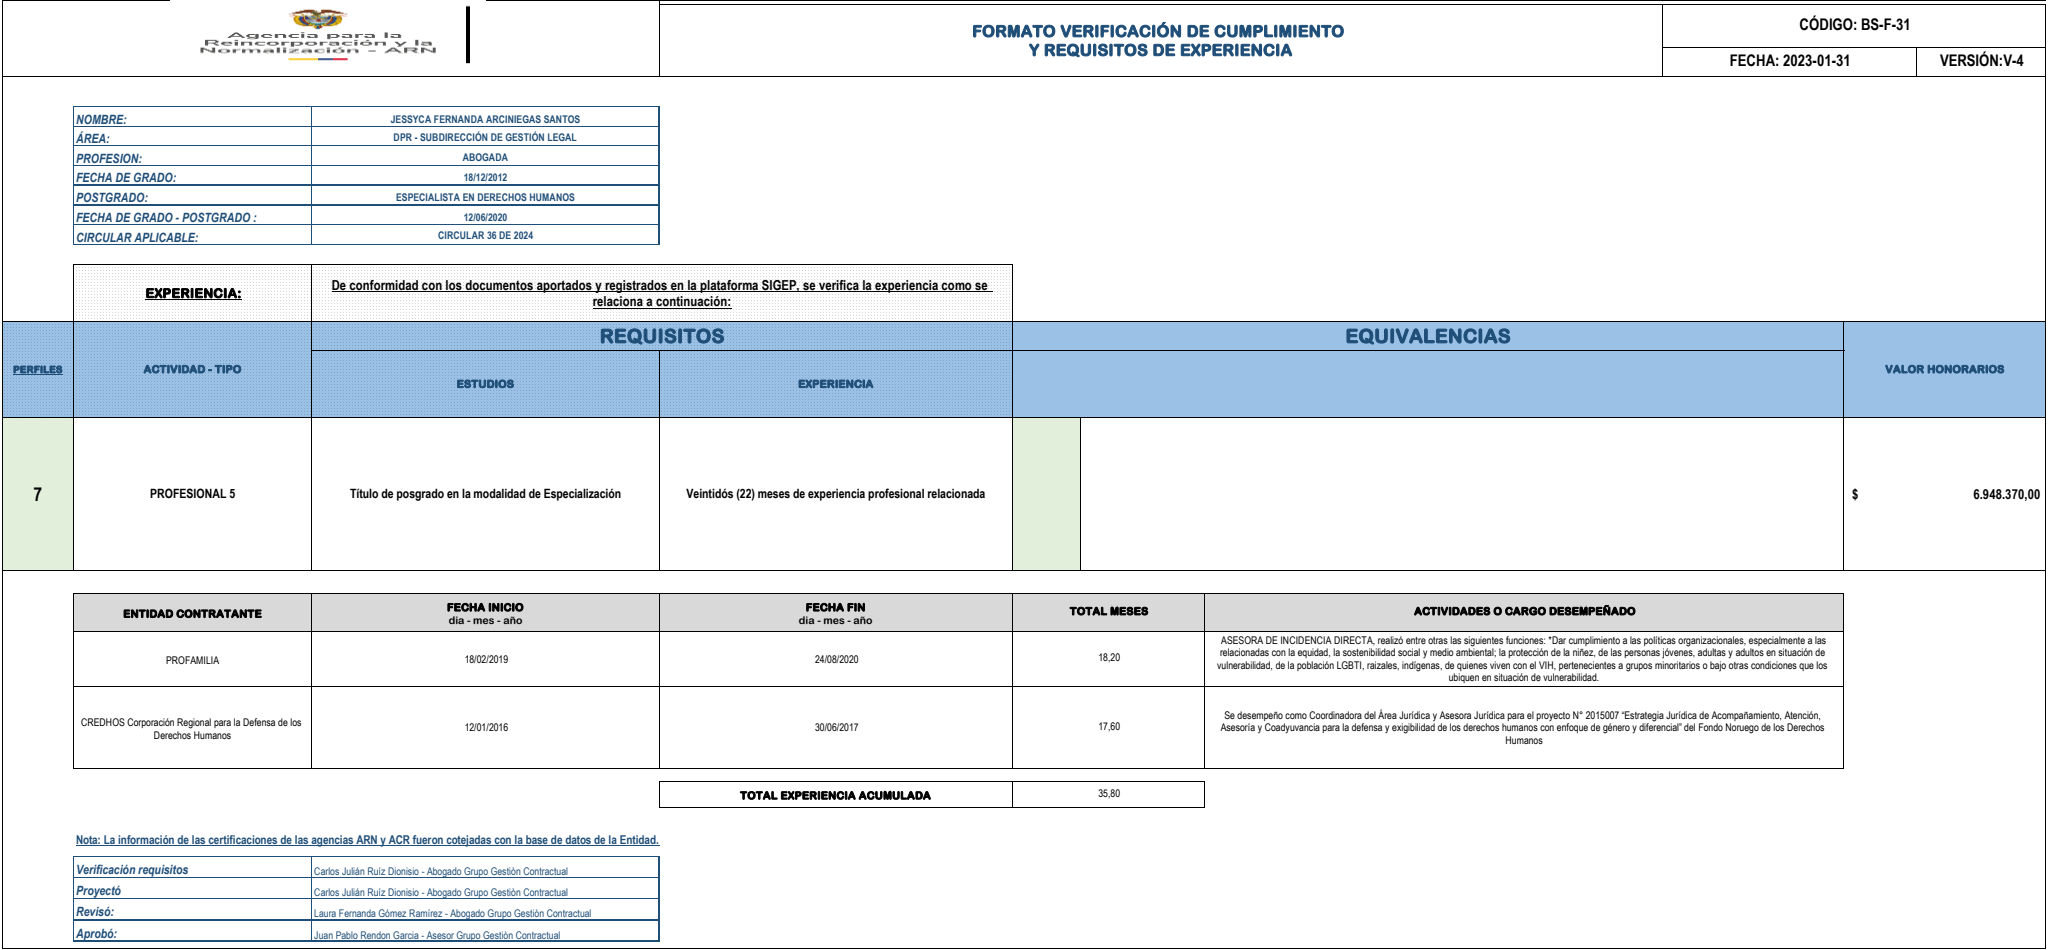 Agencia para la
Reincorporación y la
Normalización - ARN
FORMATO VERIFICACIÓN DE CUMPLIMIENTO
Y REQUISITOS DE EXPERIENCIA
CÓDIGO: BS-F-31
FECHA: 2023-01-31
VERSIÓN:V-4
NOMBRE:
JESSYCA FERNANDA ARCINIEGAS SANTOS
ÁREA:
DPR - SUBDIRECCIÓN DE GESTIÓN LEGAL
PROFESION:
ABOGADA
FECHA DE GRADO:
18/12/2012
POSTGRADO:
ESPECIALISTA EN DERECHOS HUMANOS
FECHA DE GRADO - POSTGRADO :
12/06/2020
CIRCULAR APLICABLE:
CIRCULAR 36 DE 2024
EXPERIENCIA:
De conformidad con los documentos aportados y registrados en la plataforma SIGEP, se verifica la experiencia como se
relaciona a continuación:
PERFILES
ACTIVIDAD - TIPO
REQUISITOS
ESTUDIOS
EXPERIENCIA
EQUIVALENCIAS
VALOR HONORARIOS
7
PROFESIONAL 5
Título de posgrado en la modalidad de Especialización
Veintidós (22) meses de experiencia profesional relacionada
$ 6.948.370,00
ENTIDAD CONTRATANTE
FECHA INICIO
dia - mes - año
FECHA FIN
dia - mes - año
TOTAL MESES
ACTIVIDADES O CARGO DESEMPEÑADO
PROFAMILIA
18/02/2019
24/08/2020
18,20
ASESORA DE INCIDENCIA DIRECTA, realizó entre otras las siguientes funciones: "Dar cumplimiento a las políticas organizacionales, especialmente a las
relacionadas con la equidad, la sostenibilidad social y medio ambiental; la protección de la niñez, de las personas jóvenes, adultas y adultos en situación de
vulnerabilidad, de la población LGBTI, raizales, indígenas, de quienes viven con el VIH, pertenecientes a grupos minoritarios o bajo otras condiciones que los
ubiquen en situación de vulnerabilidad.
CREDHOS Corporación Regional para la Defensa de los
Derechos Humanos
12/01/2016
30/06/2017
17,60
Se desempeño como Coordinadora del Área Jurídica y Asesora Jurídica para el proyecto N° 2015007 “Estrategia Jurídica de Acompañamiento, Atención,
Asesoría y Coadyuvancia para la defensa y exigibilidad de los derechos humanos con enfoque de género y diferencial” del Fondo Noruego de los Derechos
Humanos
TOTAL EXPERIENCIA ACUMULADA
35,80
Nota: La información de las certificaciones de las agencias ARN y ACR fueron cotejadas con la base de datos de la Entidad.
Verificación requisitos
Carlos Julián Ruíz Dionisio - Abogado Grupo Gestiòn Contractual
Proyectó
Carlos Julián Ruíz Dionisio - Abogado Grupo Gestiòn Contractual
Revisó:
Laura Fernanda Gómez Ramírez - Abogado Grupo Gestiòn Contractual
Aprobó:
Juan Pablo Rendon Garcia - Asesor Grupo Gestiòn Contractual